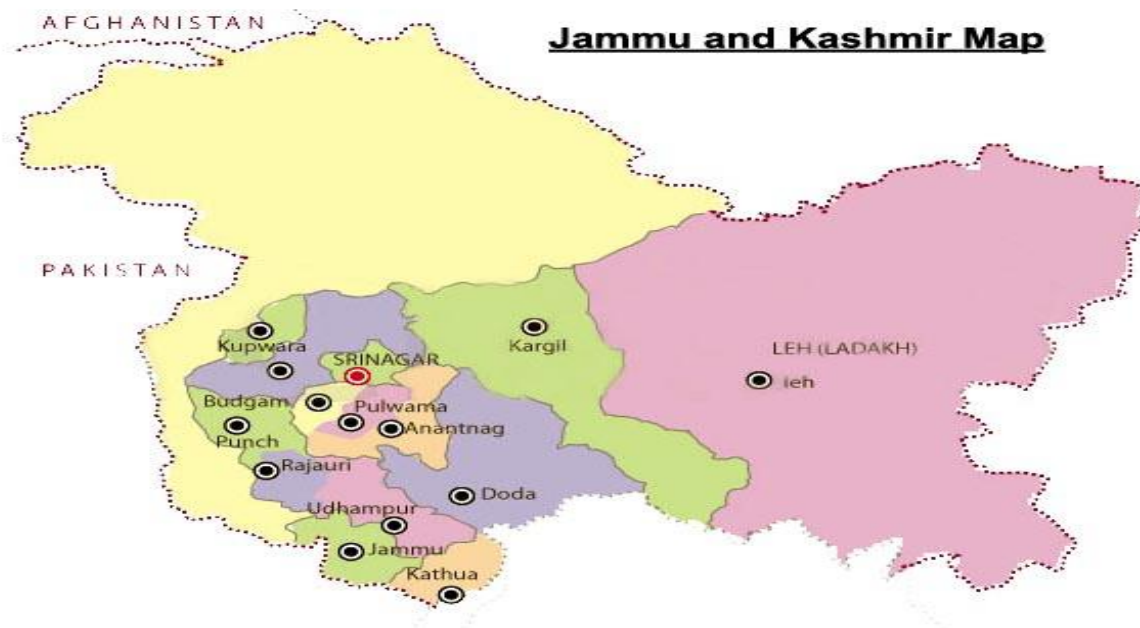 AFGHANISTAN
Jammu and Kashmir Map
PAKISTAN
Kupwara
SRINAGAR
Kargil
LEH (LADAKH)
ieh
Budgam
Pulwama
Anantnag
Punch
Rajauri
Doda
Udhampur
Jammu
Kathua